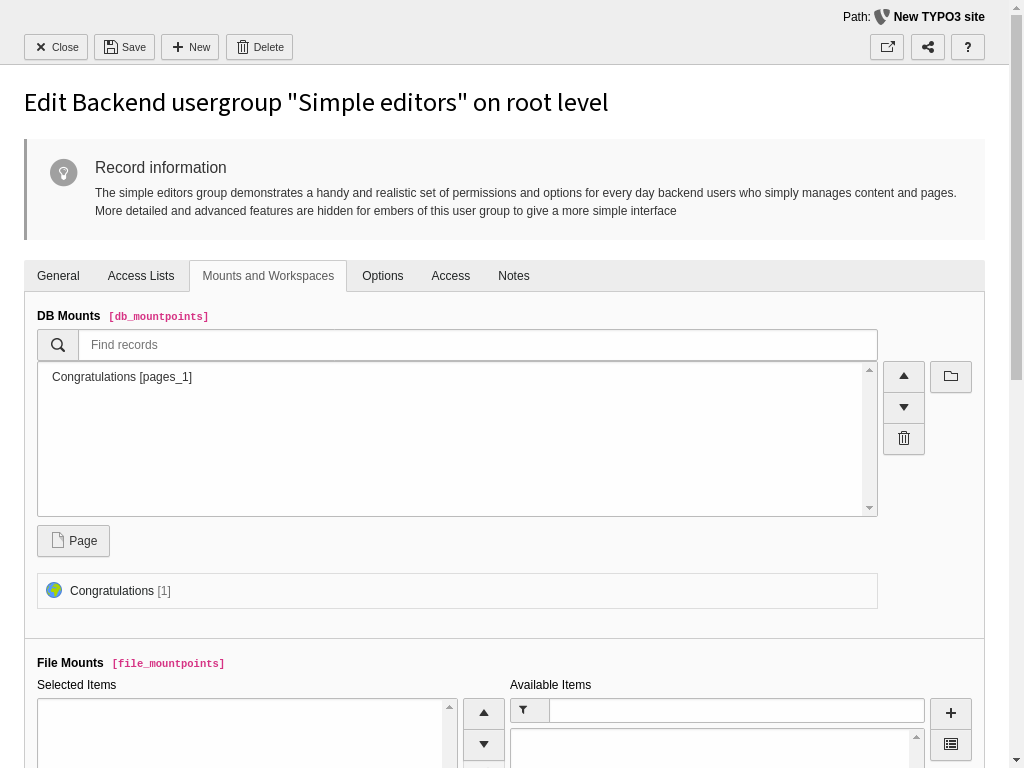 Path: New TYPO3 site
Close Save New Delete ?
Edit Backend usergroup "Simple editors" on root level
Record information
The simple editors group demonstrates a handy and realistic set of permissions and options for every day backend users who simply manages content and pages.
More detailed and advanced features are hidden for embers of this user group to give a more simple interface
General Access Lists Mounts and Workspaces Options Access Notes
DB Mounts [db_mountpoints]
Find records
Congratulations [pages_1]
Page
Congratulations [1]
File Mounts [file_mountpoints]
Selected Items Available Items